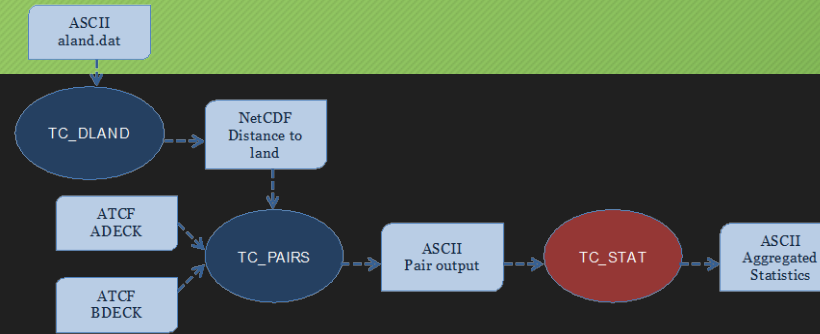 ASCII
aland.dat
TC_DLAND
NetCDF
Distance to
land
ATCF
ADECK
TC_PAIRS
ASCII
Pair output
TC_STAT
ASCII
Aggregated
Statistics
ATCF
BDECK